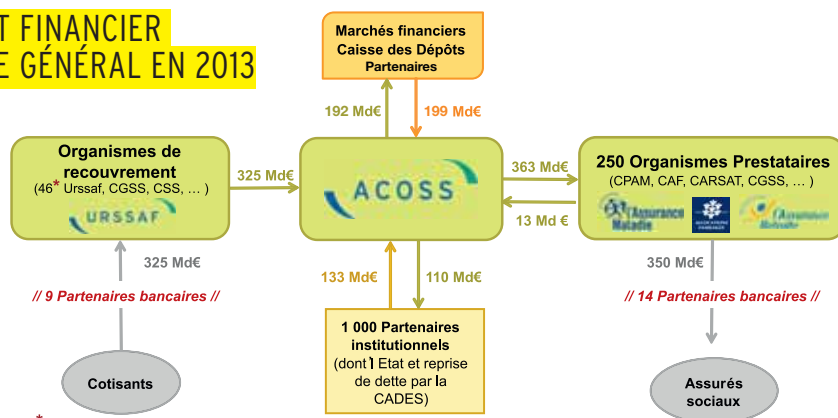 T FINANCIER
E GÉNÉRAL EN 2013
Marchés financiers
Caisse des Dépôts
Partenaires
192 Md€
199 Md€
Organismes de
recouvrement
(46* Urssaf, CGSS, CSS, … )
URSSAF
325 Md€
ACOSS
363 Md€
13 Md €
250 Organismes Prestataires
(CPAM, CAF, CARSAT, CGSS, … )
l'Assurance
Maladie
l'Assurance
325 Md€
// 9 Partenaires bancaires //
133 Md€
110 Md€
350 Md€
// 14 Partenaires bancaires //
1 000 Partenaires
institutionnels
(dont l Etat et reprise
de dette par la
CADES)
Cotisants
Assurés
sociaux
*